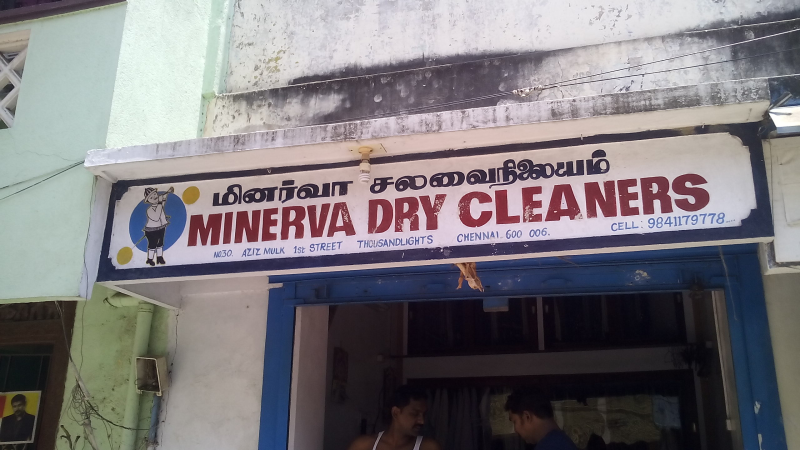 மினர்வா சலவைநிலையம்
MINERVA DRY CLEANERS
NO30. AZIZ MULK 1ST STREET THOUSANDLIGHTS CHENNAI. 600 006. CELL: 9841179778